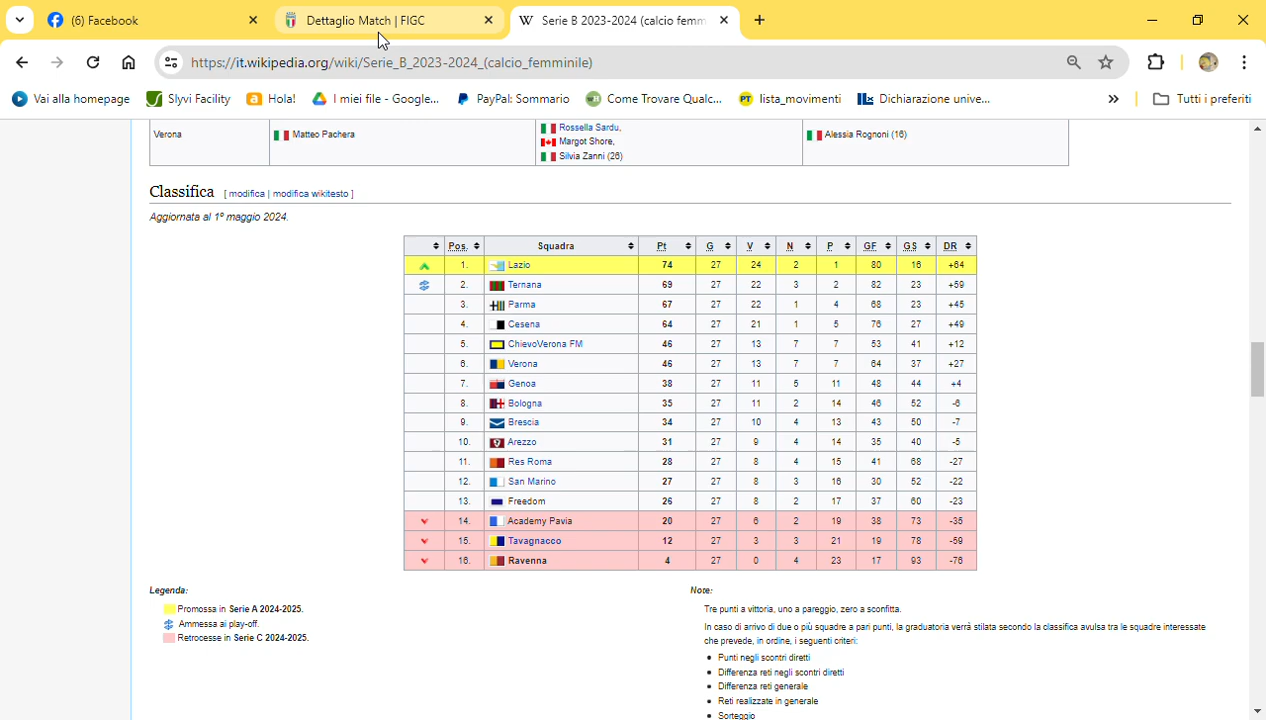 (6) Facebook
Dettaglio Match | FIGC
Serie B 2023-2024 (calcio femm
https://it.wikipedia.org/wiki/Serie_B_2023-2024_(calcio_femminile)
Vai alla homepage
Slyvi Facility
Hola!
I miei file - Google...
PayPal: Sommario
Come Trovare Qualc...
lista_movimenti
Dichiarazione unive...
Tutti i preferiti
Verona Matteo Pachera Rossella Sardu, Alessia Rognoni (16)
Margot Shore,
Silvia Zanni (26)
Classifica [ modifica | modifica wikitesto ]
Aggiornata al 1º maggio 2024.
Pos. Squadra Pt G V N P GF GS DR
1. Lazio 74 27 24 2 1 80 16 +64
2. Ternana 69 27 22 3 2 82 23 +59
3. Parma 67 27 22 1 4 68 23 +45
4. Cesena 64 27 21 1 5 76 27 +49
5. ChievoVerona FM 46 27 13 7 7 53 41 +12
6. Verona 46 27 13 7 7 64 37 +27
7. Genoa 38 27 11 5 11 48 44 +4
8. Bologna 35 27 11 2 14 46 52 -6
9. Brescia 34 27 10 4 13 43 50 -7
10. Arezzo 31 27 9 4 14 35 40 -5
11. Res Roma 28 27 8 4 15 41 68 -27
12. San Marino 27 27 8 3 16 30 52 -22
13. Freedom 26 27 8 2 17 37 60 -23
14. Academy Pavia 20 27 6 2 19 38 73 -35
15. Tavagnacco 12 27 3 3 21 19 78 -59
16. Ravenna 4 27 0 4 23 17 93 -76
Legenda:
Promossa in Serie A 2024-2025.
Ammessa ai play-off.
Retrocesse in Serie C 2024-2025.
Note:
Tre punti a vittoria, uno a pareggio, zero a sconfitta.
In caso di arrivo di due o più squadre a pari punti, la graduatoria verrà stilata secondo la classifica avulsa tra le squadre interessate
che prevede, in ordine, i seguenti criteri:
Punti negli scontri diretti
Differenza reti negli scontri diretti
Differenza reti generale
Reti realizzate in generale
Sorteggio